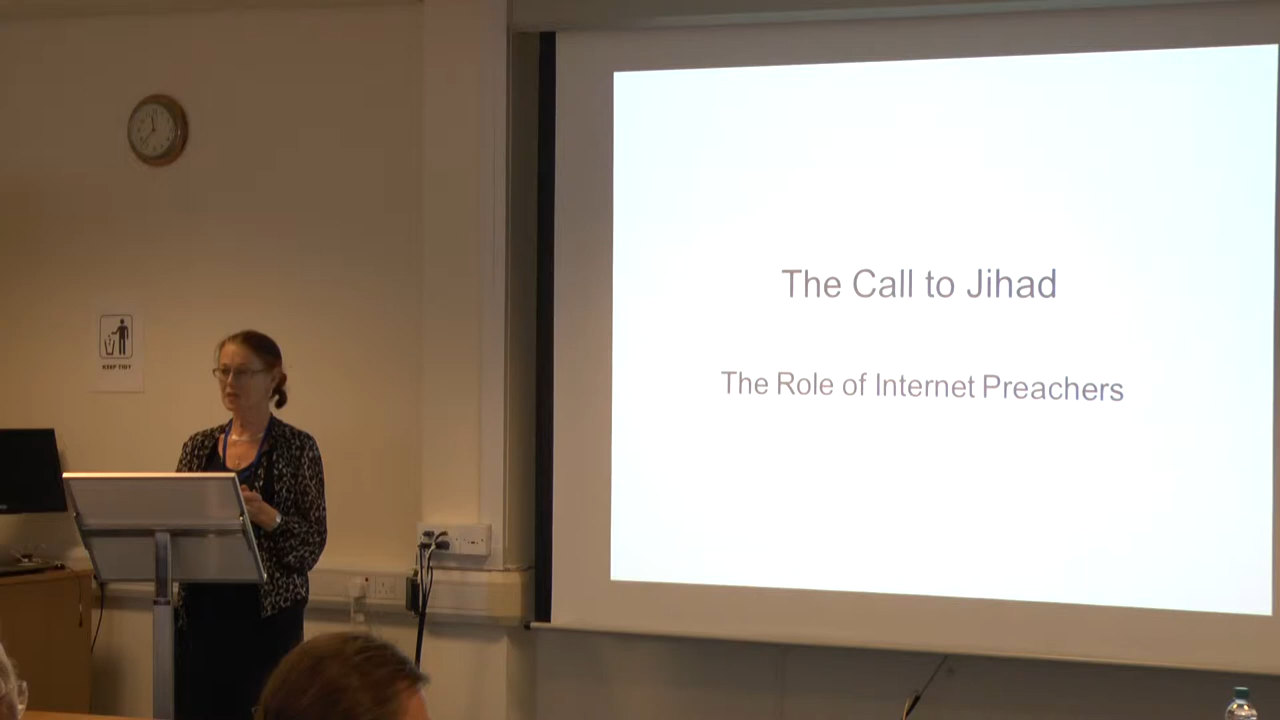 The Call to Jihad
The Role of Internet Preachers
KEEP TIDY